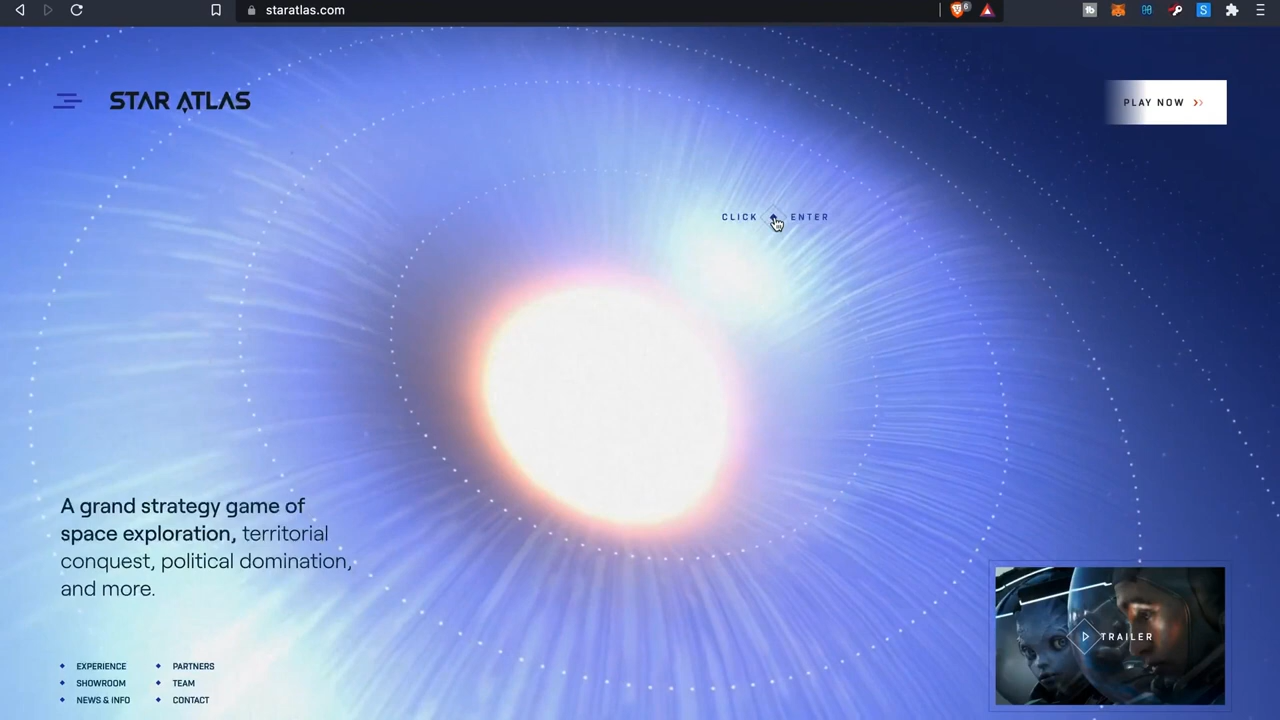 staratlas.com
6
STAR ATLAS
PLAY NOW
CLICK ENTER
A grand strategy game of
space exploration, territorial
conquest, political domination,
and more.
TRAILER
EXPERIENCE PARTNERS
SHOWROOM TEAM
NEWS & INFO CONTACT